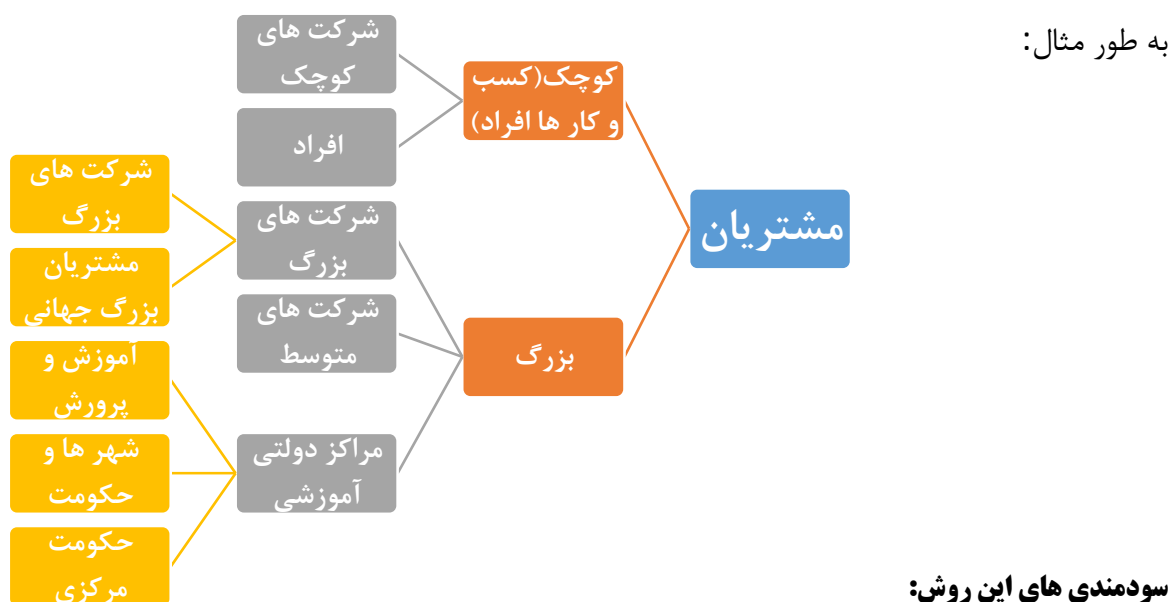 به طور مثال:
مشتریان
کوچک(کسب
و کار ها افراد)
بزرگ
شرکت های
کوچک
افراد
شرکت های
بزرگ
شرکت های
متوسط
مراکز دولتی
آموزشی
شرکت های
بزرگ
مشتریان
بزرگ جهانی
آموزش و
پرورش
شهر ها و
حکومت
حکومت
مرکزی
سودمندی های این روش: